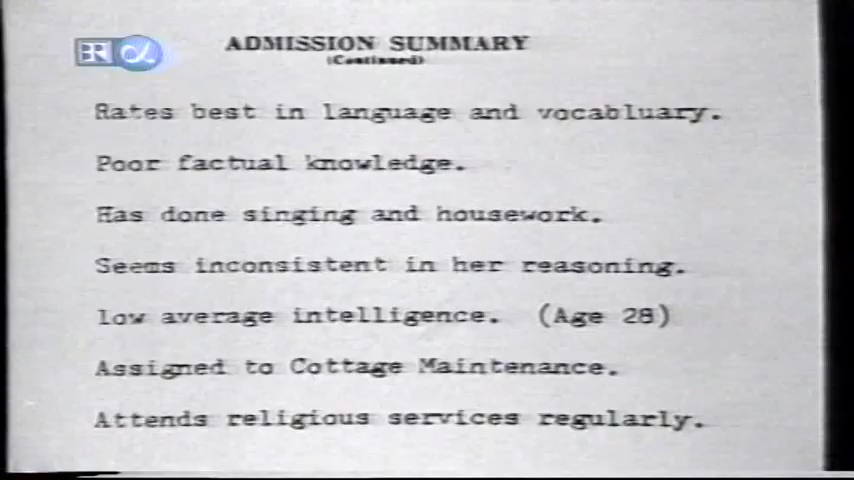 BR α
ADMISSION SUMMARY
(Continued)
Rates best in language and vocabluary.
Poor factual knowledge.
Has done singing and housework.
Seems inconsistent in her reasoning.
Low average intelligence. (Age 28)
Assigned to Cottage Maintenance.
Attends religious services regularly.